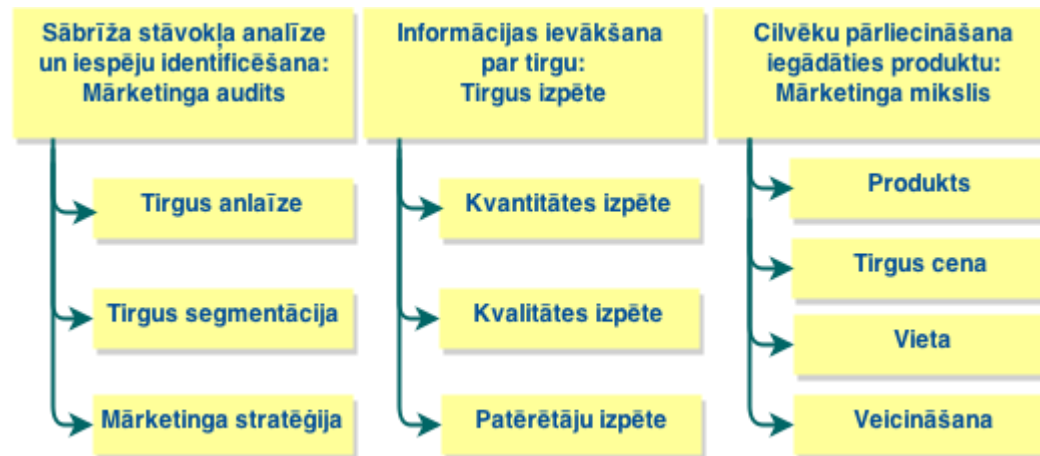 Sābrīža stāvokļa analīze
un iespēju identificēšana:
Mārketinga audits
Tirgus anlaīze
Tirgus segmentācija
Mārketinga stratēģija
Informācijas ievākšana
par tirgu:
Tirgus izpēte
Kvantitātes izpēte
Kvalitātes izpēte
Patērētāju izpēte
Cilvēku pārliecināšana
iegādāties produktu:
Mārketinga mikslis
Produkts
Tirgus cena
Vieta
Veicināšana